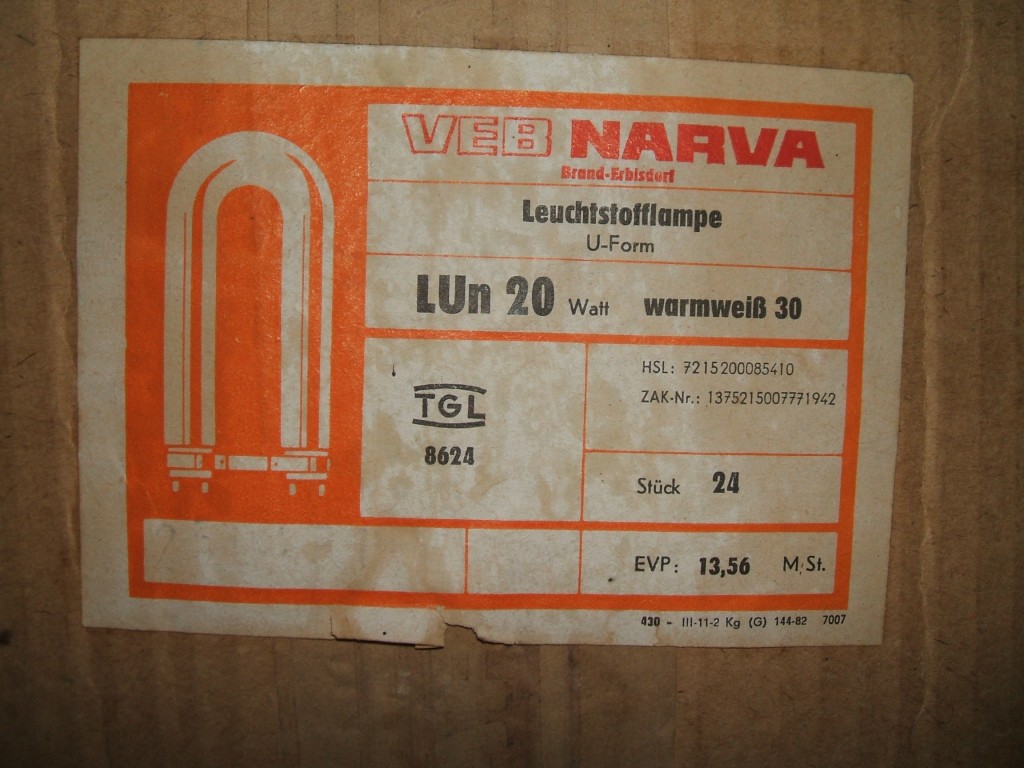 VEB NARVA
Brand-Erbisdorf
Leuchtstofflampe
U-Form
LUn 20 Watt warmweiß 30
HSL: 7215200085410
ZAK-Nr.: 1375215007771942
TGL
8624
Stück 24
EVP: 13,56 M/St.
430 - III-11-2 Kg (G) 144-82 7007